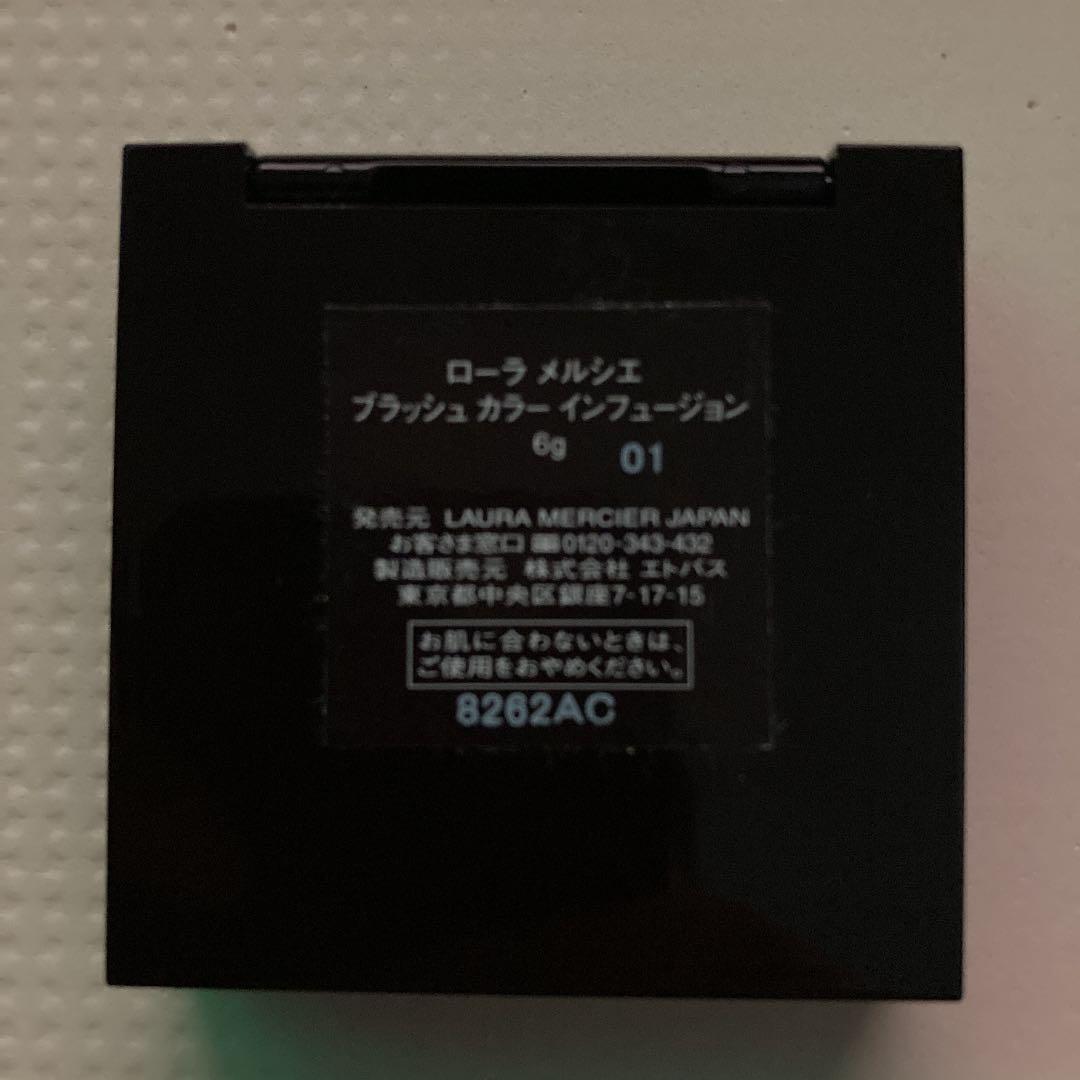 ローラ メルシエ
ブラッシュ カラー インフュージョン
6g 01
発売元 LAURA MERCIER JAPAN
お客さま窓口 0120-343-432
製造販売元 株式会社 エトバス
東京都中央区銀座7-17-15
お肌に合わないときは、
ご使用をおやめください。
8262AC